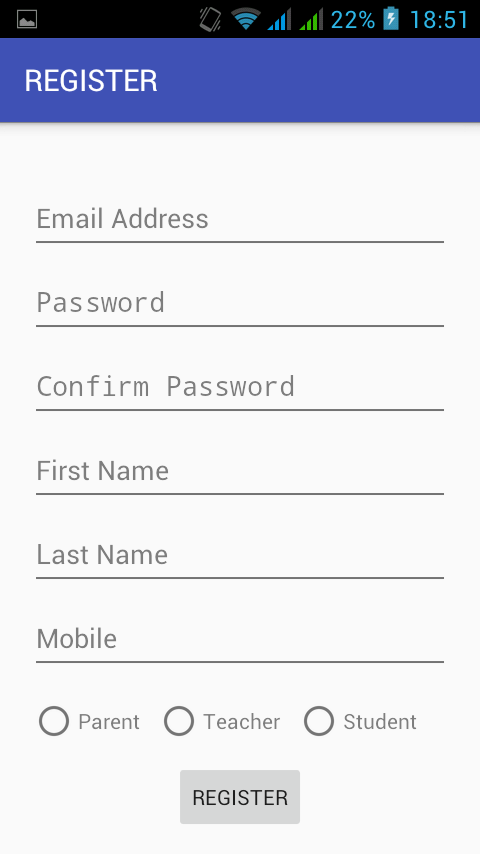 22% 18:51
REGISTER
Email Address
Password
Confirm Password
First Name
Last Name
Mobile
Parent Teacher Student
REGISTER